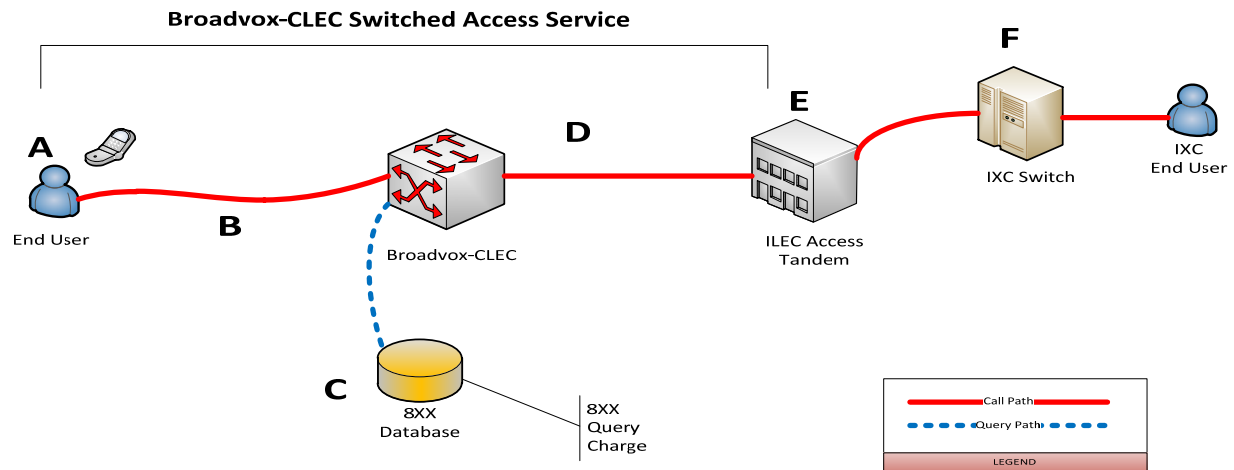 Broadvox-CLEC Switched Access Service
F
E
A
D
IXC
End User
IXC Switch
B
End User
Broadvox-CLEC
ILEC Access
Tandem
C
8XX
Database
8XX
Query
Charge
Call Path
Query Path
LEGEND